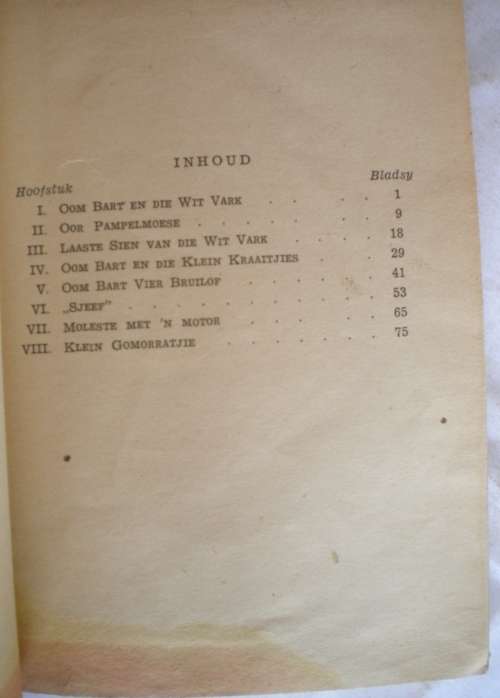 INHOUD
Hoofstuk Bladsy
I. OOM BART EN DIE WIT VARK . . . . 1
II. OOR PAMPELMOESE . . . . . . 9
III. LAASTE SIEN VAN DIE WIT VARK . . . . 18
IV. OOM BART EN DIE KLEIN KRAAITJIES . . . 29
V. OOM BART VIER BRUILOF . . . . . 41
VI. „SJEEF” . . . . . . . . 53
VII. MOLESTE MET 'N MOTOR . . . . . 65
VIII. KLEIN GOMORRATJIE . . . . . . 75